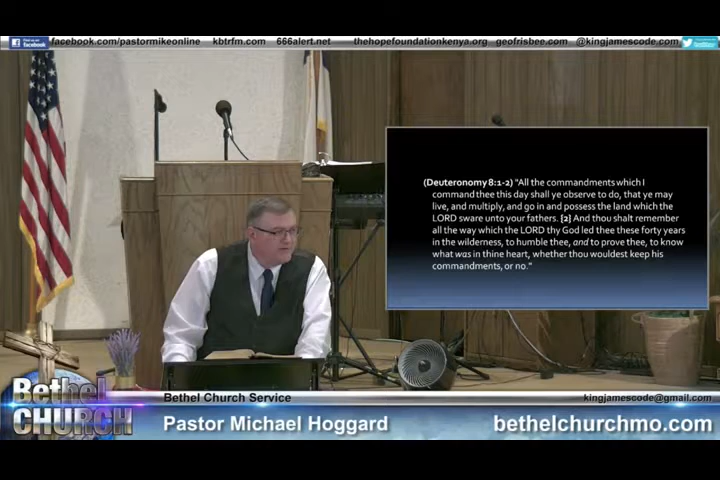 Find us on facebook
facebook.com/pastormikeonline kbtrfm.com 666alert.net thehopefoundationkenya.org geofrisbee.com @kingjamescode.com
(Deuteronomy 8:1-2) "All the commandments which I
command thee this day shall ye observe to do, that ye may
live, and multiply, and go in and possess the land which the
LORD sware unto your fathers. [2] And thou shalt remember
all the way which the LORD thy God led thee these forty years
in the wilderness, to humble thee, and to prove thee, to know
what was in thine heart, whether thou wouldest keep his
commandments, or no."
Bethel
CHURCH
Bethel Church Service
kingjamescode@gmail.com
Pastor Michael Hoggard
bethelchurchmo.com